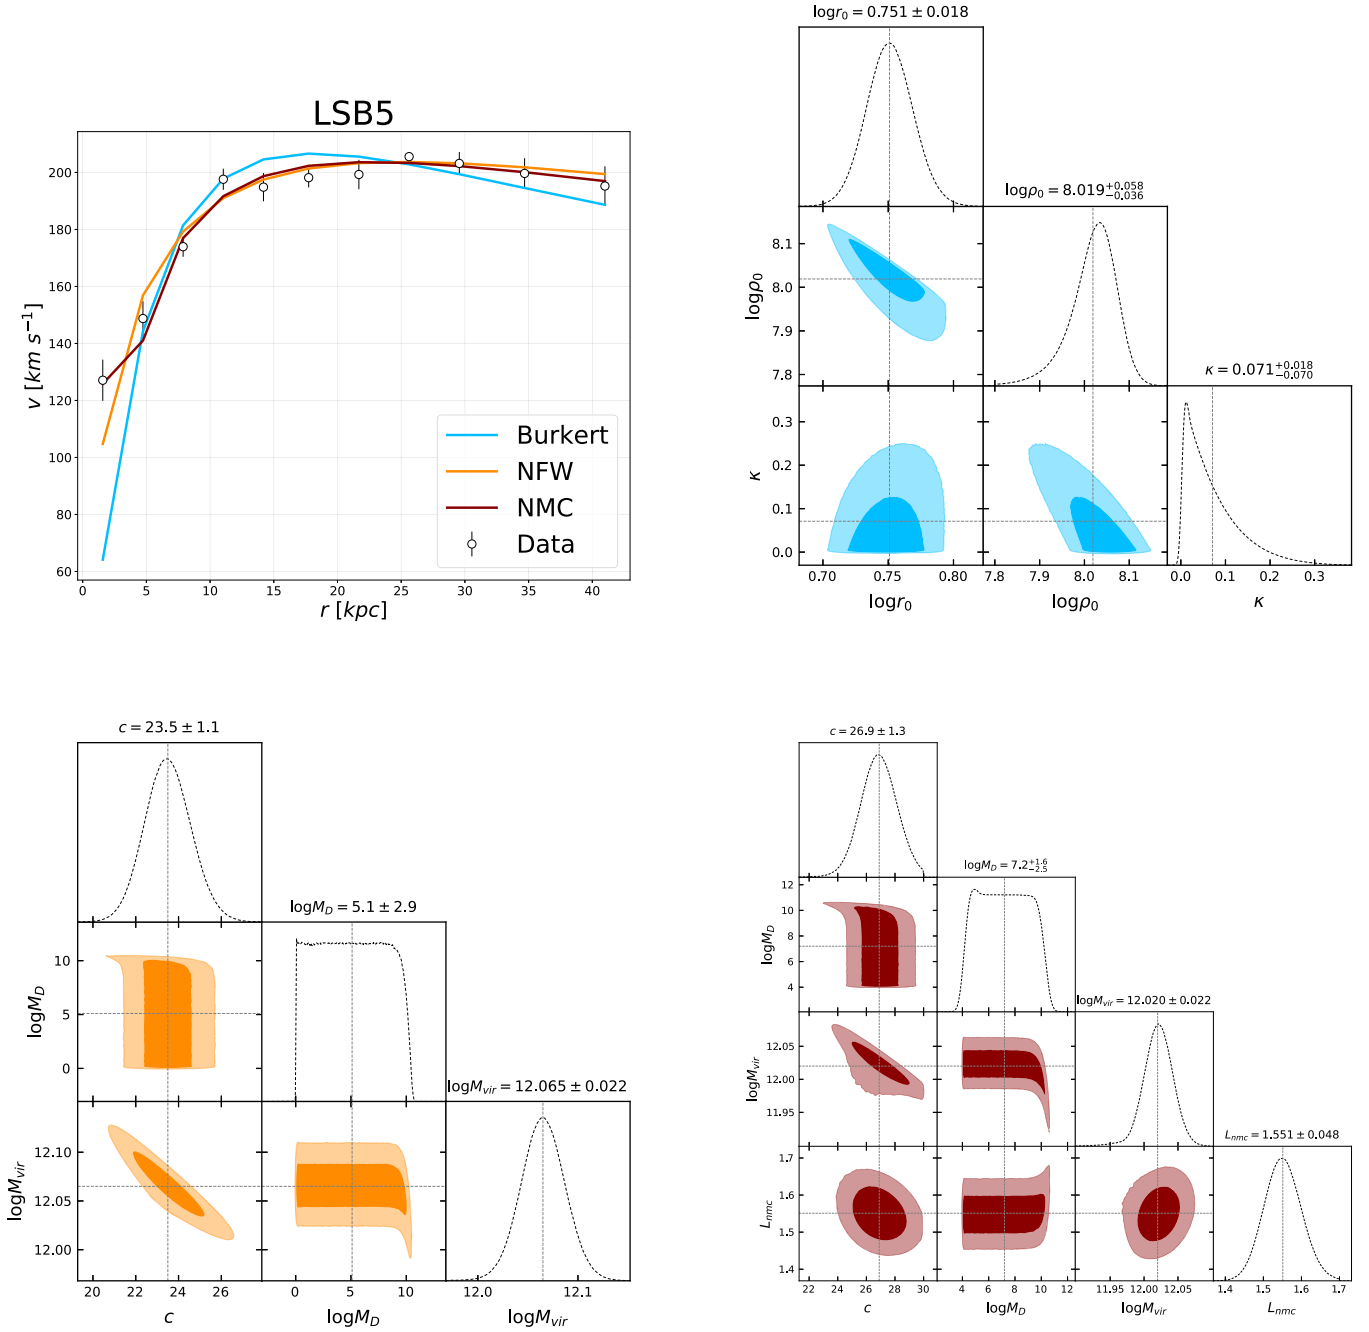 LSB5
v [km s⁻¹]
200
180
160
140
120
100
80
60
0 5 10 15 20 25 30 35 40
r [kpc]
Burkert
NFW
NMC
Data
logr₀ = 0.751 ± 0.018
logρ₀ = 8.019⁺⁰·⁰⁵⁸₋₀.₀₃₆
logρ₀
8.1
8.0
7.9
7.8
κ = 0.071⁺⁰·⁰¹⁸₋₀.₀₇₀
κ
0.3
0.2
0.1
0.0
0.70 0.75 0.80
7.8 7.9 8.0 8.1
0.0 0.1 0.2 0.3
logr₀ logρ₀ κ
c = 23.5 ± 1.1
logM_D = 5.1 ± 2.9
logM_D
10
5
0
logM_vir = 12.065 ± 0.022
logM_vir
12.10
12.05
12.00
20 22 24 26
0 5 10
12.0 12.1
c logM_D logM_vir
c = 26.9 ± 1.3
logM_D = 7.2⁺¹·⁶₋₂.₅
logM_D
12
10
8
6
4
logM_vir = 12.020 ± 0.022
logM_vir
12.05
12.00
11.95
L_nmc = 1.551 ± 0.048
L_nmc
1.7
1.6
1.5
1.4
22 24 26 28 30
4 6 8 10 12
11.95 12.00 12.05
1.4 1.5 1.6 1.7
c logM_D logM_vir L_nmc